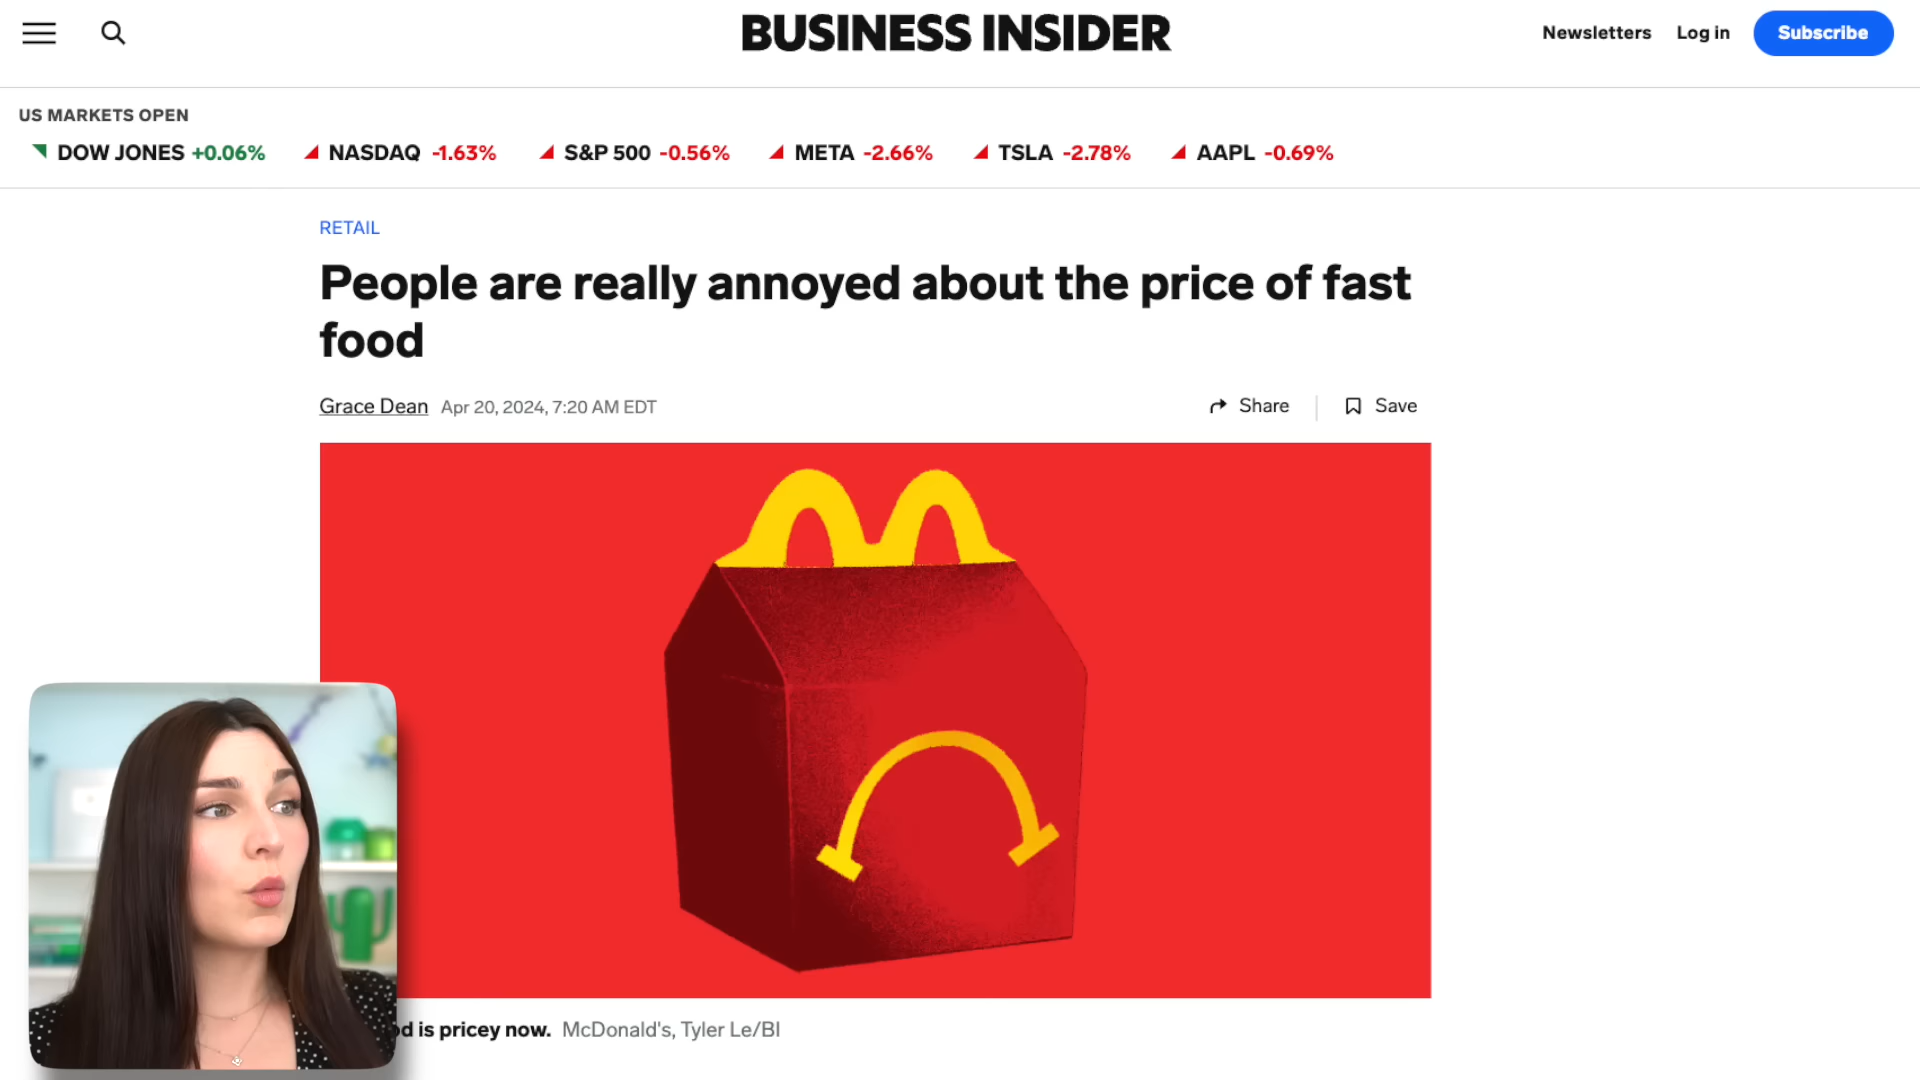 BUSINESS INSIDER
Newsletters Log in Subscribe
US MARKETS OPEN
DOW JONES +0.06% NASDAQ -1.63% S&P 500 -0.56% META -2.66% TSLA -2.78% AAPL -0.69%
RETAIL
People are really annoyed about the price of fast
food
Grace Dean Apr 20, 2024, 7:20 AM EDT Share Save
is pricey now. McDonald's, Tyler Le/BI